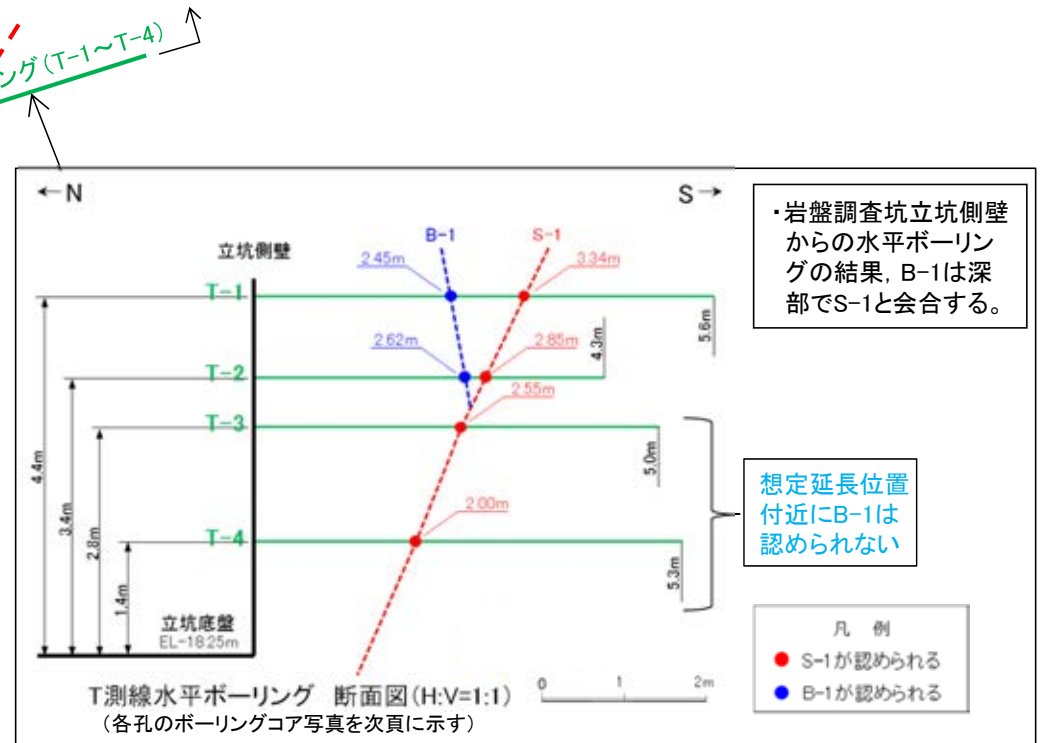 ング(T-1～T-4)
←N
S→
立坑側壁
B-1
S-1
2.45m
3.34m
T-1
5.6m
2.62m
2.85m
4.3m
T-2
2.55m
T-3
5.0m
2.00m
T-4
5.3m
4.4m
3.4m
2.8m
1.4m
立坑底盤
EL-18.25m
・岩盤調査坑立坑側壁
からの水平ボーリン
グの結果，B-1は深
部でS-1と会合する。
想定延長位置
付近にB-1は
認められない
凡 例
S-1が認められる
B-1が認められる
T測線水平ボーリング 断面図(H:V=1:1)
0 1 2m
(各孔のボーリングコア写真を次頁に示す)